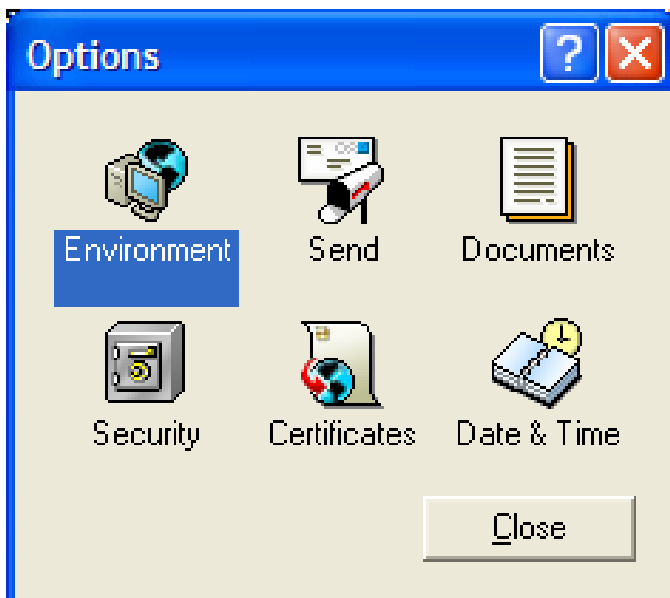 Options
Environment Send Documents
Security Certificates Date & Time
Close